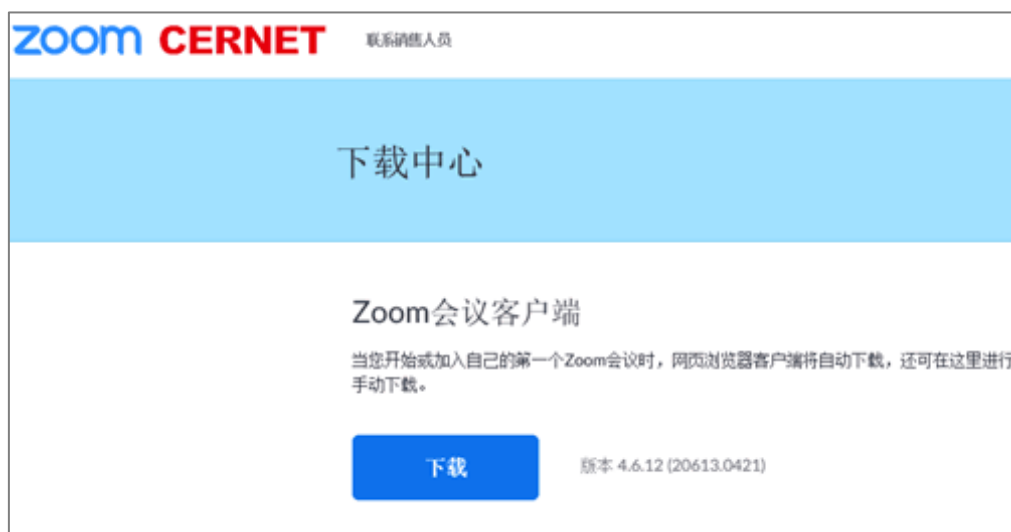 zoom CERNET 联系销售人员
下载中心
Zoom会议客户端
当您开始或加入自己的第一个Zoom会议时，网页浏览器客户端将自动下载，还可在这里进行
手动下载。
下载 版本 4.6.12 (20613.0421)